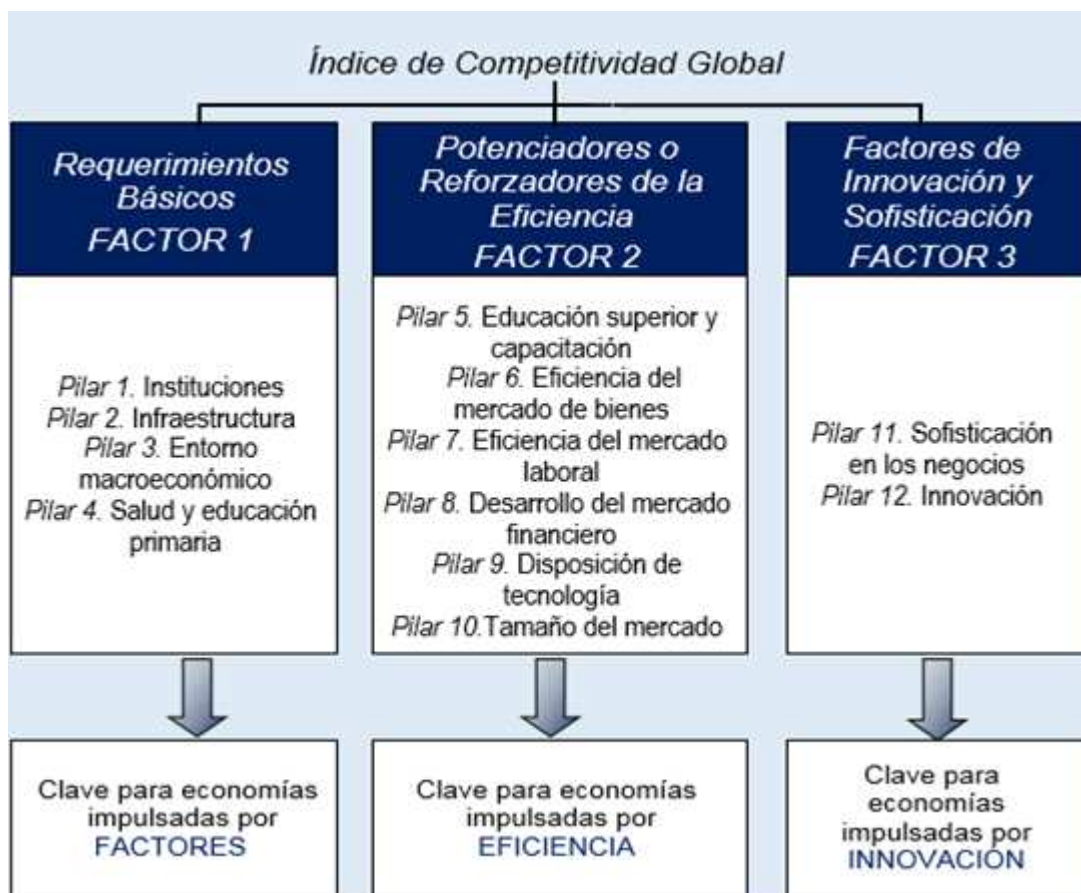 Índice de Competitividad Global
Requerimientos
Básicos
FACTOR 1
Pilar 1. Instituciones
Pilar 2. Infraestructura
Pilar 3. Entorno
macroeconómico
Pilar 4. Salud y educación
primaria
Clave para economías
impulsadas por
FACTORES
Potenciadores o
Reforzadores de la
Eficiencia
FACTOR 2
Pilar 5. Educación superior y
capacitación
Pilar 6. Eficiencia del
mercado de bienes
Pilar 7. Eficiencia del mercado
laboral
Pilar 8. Desarrollo del mercado
financiero
Pilar 9. Disposición de
tecnología
Pilar 10.Tamaño del mercado
Clave para economías
impulsadas por
EFICIENCIA
Factores de
Innovación y
Sofisticación
FACTOR 3
Pilar 11. Sofisticación
en los negocios
Pilar 12. Innovación
Clave para
economías
impulsadas por
INNOVACIÓN